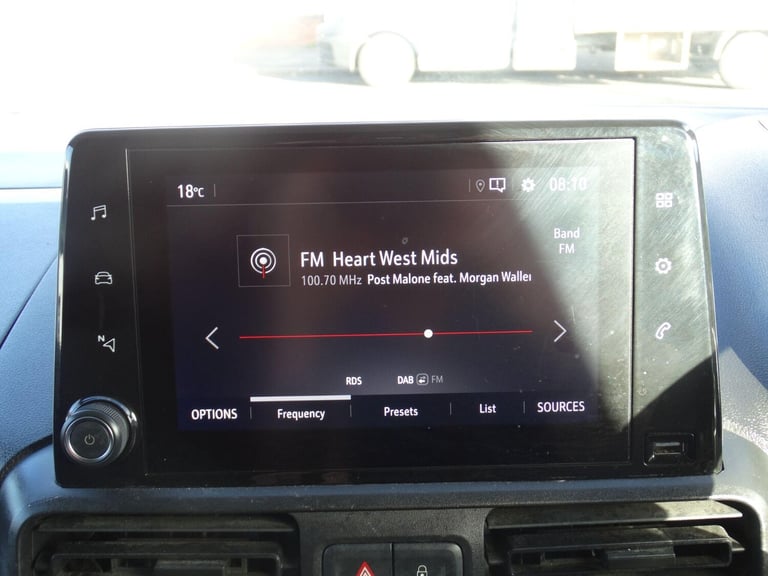 18°C
08:10
FM Heart West Mids
Band
FM
100.70 MHz Post Malone feat. Morgan Waller
RDS DAB FM
OPTIONS Frequency Presets List SOURCES
N